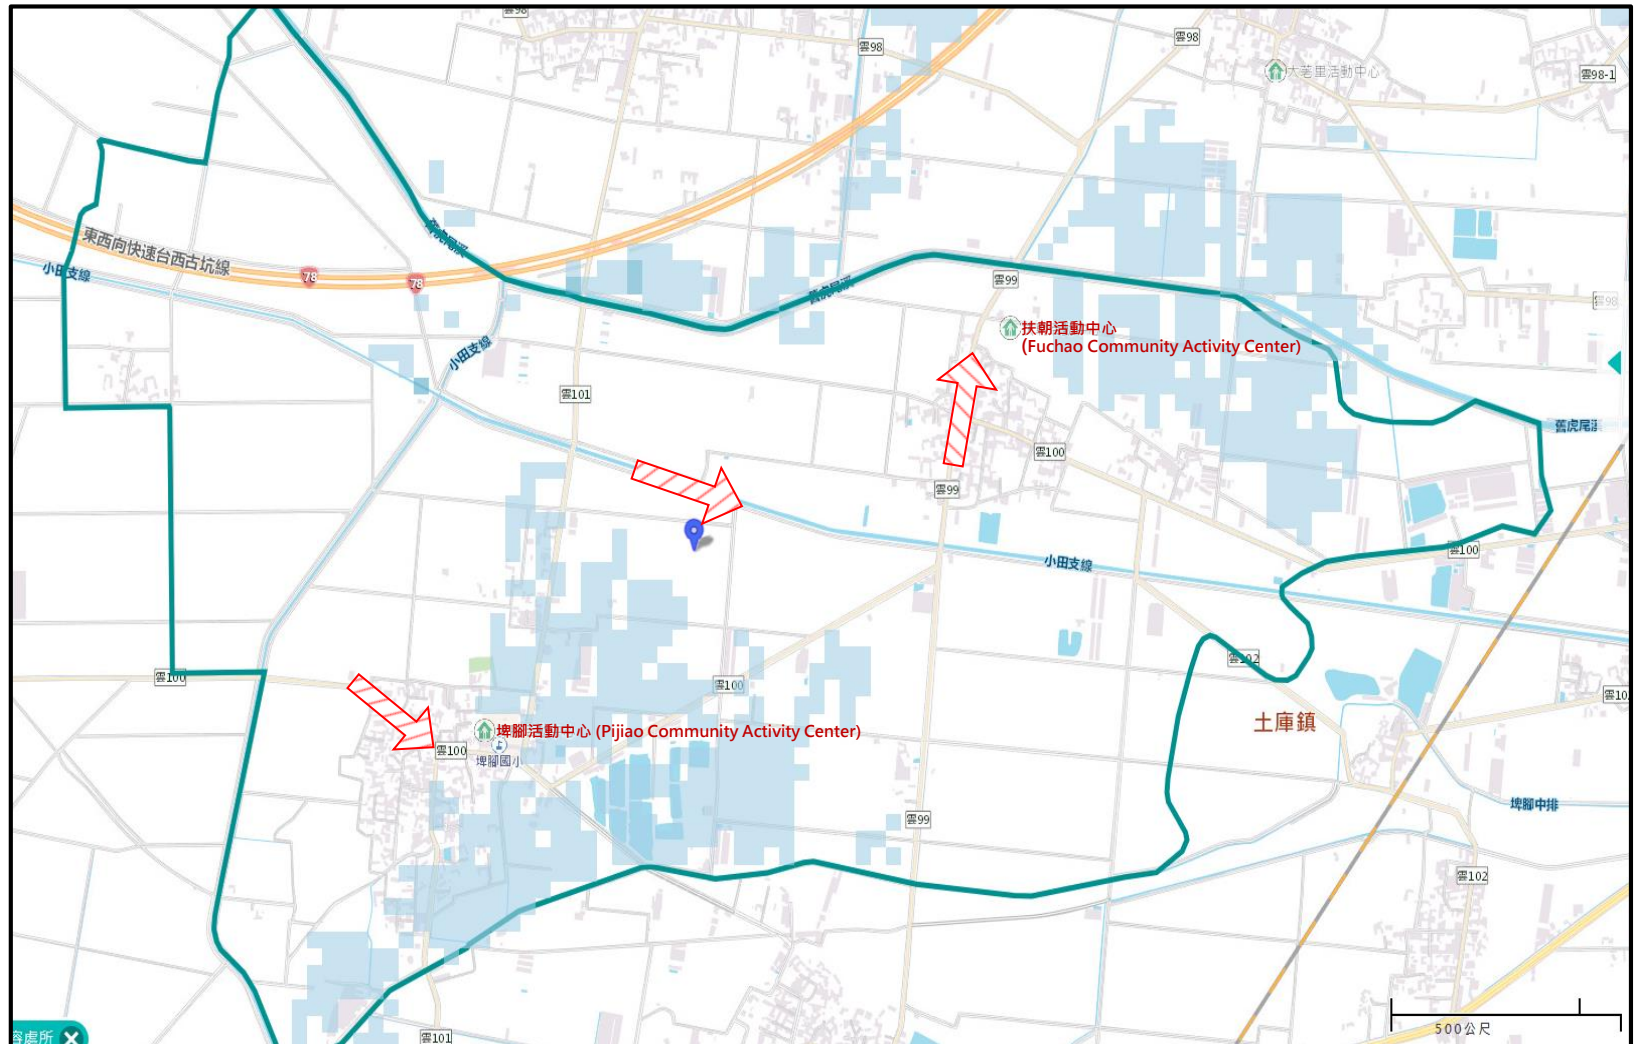 雲98
雲98
雲98
大荖里活動中心
雲98-1
舊虎尾溪
東西向快速台西古坑線
小田支線
78
78
雲99
舊虎尾溪
扶朝活動中心
(Fuchao Community Activity Center)
小田支線
雲101
舊虎尾溪
雲100
雲99
雲100
小田支線
雲102
雲100
雲100
土庫鎮
埤腳活動中心 (Pijiao Community Activity Center)
雲100
埤腳國小
埤腳中排
雲99
雲102
500公尺
雲101
容處所